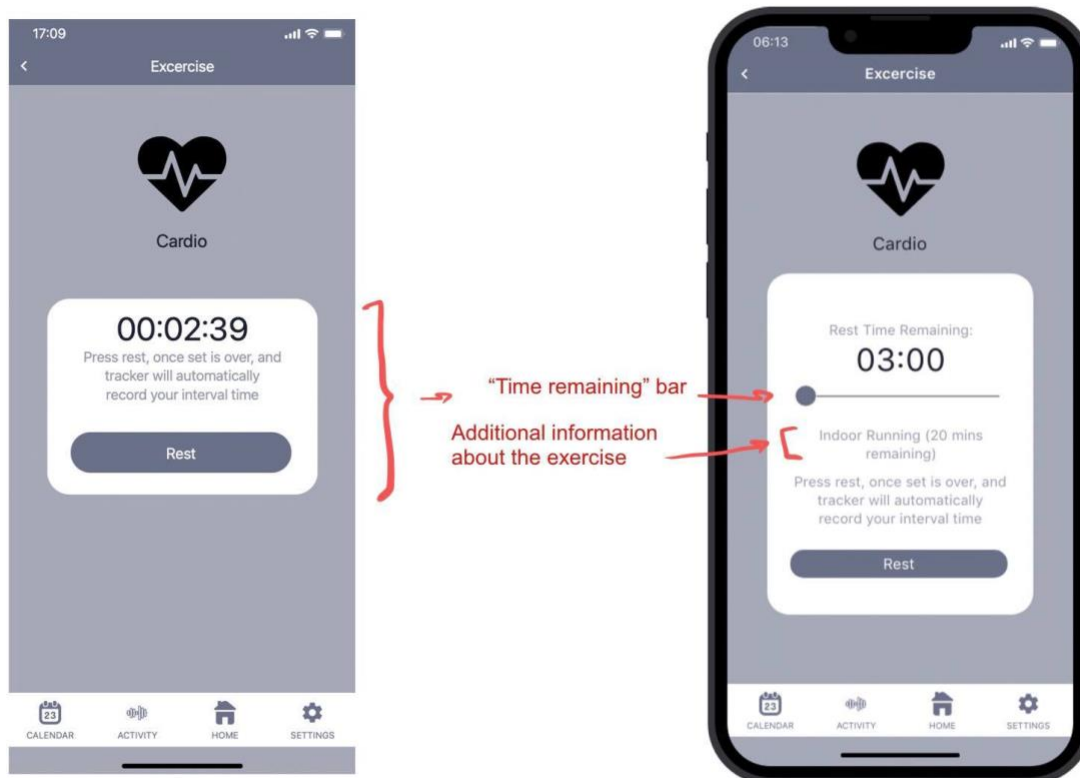 17:09
Excercise
Cardio
00:02:39
Press rest, once set is over, and
tracker will automatically
record your interval time
Rest
23
CALENDAR
ACTIVITY
HOME
SETTINGS
“Time remaining” bar
Additional information
about the exercise
06:13
Excercise
Cardio
Rest Time Remaining:
03:00
Indoor Running (20 mins
remaining)
Press rest, once set is over, and
tracker will automatically
record your interval time
Rest
23
CALENDAR
ACTIVITY
HOME
SETTINGS